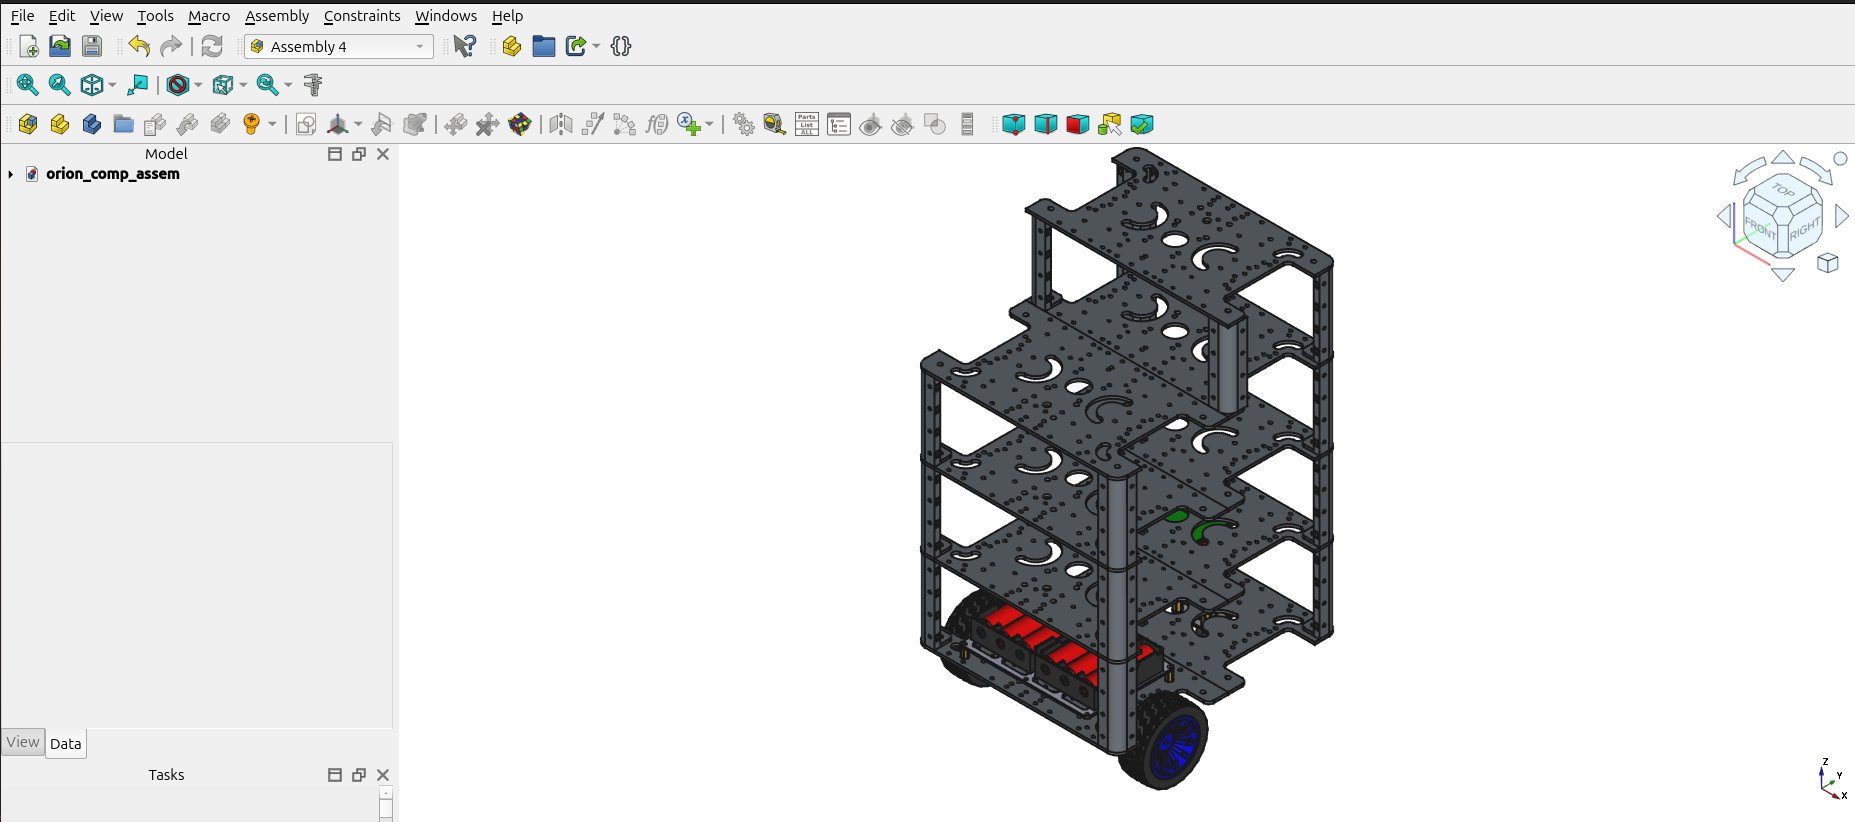 File Edit View Tools Macro Assembly Constraints Windows Help
Assembly 4
Parts
List
ALL
Model
orion_comp_assem
TOP
FRONT
RIGHT
View Data
Tasks
Z
Y
X